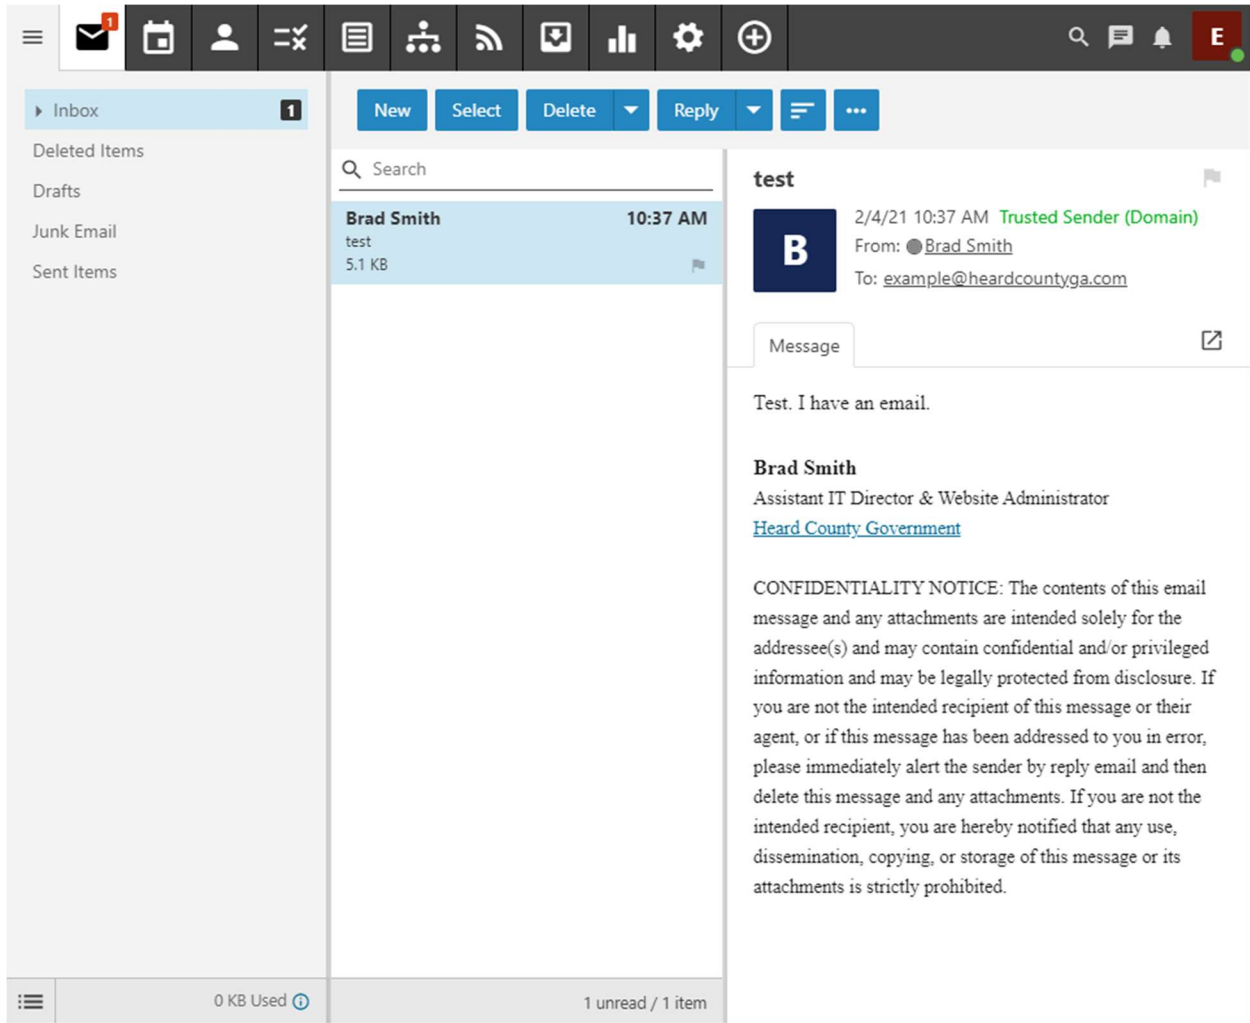 1
E
Inbox 1
Deleted Items
Drafts
Junk Email
Sent Items
0 KB Used
New Select Delete Reply
Search
Brad Smith 10:37 AM
test
5.1 KB
1 unread / 1 item
test
B
2/4/21 10:37 AM Trusted Sender (Domain)
From: Brad Smith
To: example@heardcountyga.com
Message
Test. I have an email.
Brad Smith
Assistant IT Director & Website Administrator
Heard County Government
CONFIDENTIALITY NOTICE: The contents of this email
message and any attachments are intended solely for the
addressee(s) and may contain confidential and/or privileged
information and may be legally protected from disclosure. If
you are not the intended recipient of this message or their
agent, or if this message has been addressed to you in error,
please immediately alert the sender by reply email and then
delete this message and any attachments. If you are not the
intended recipient, you are hereby notified that any use,
dissemination, copying, or storage of this message or its
attachments is strictly prohibited.